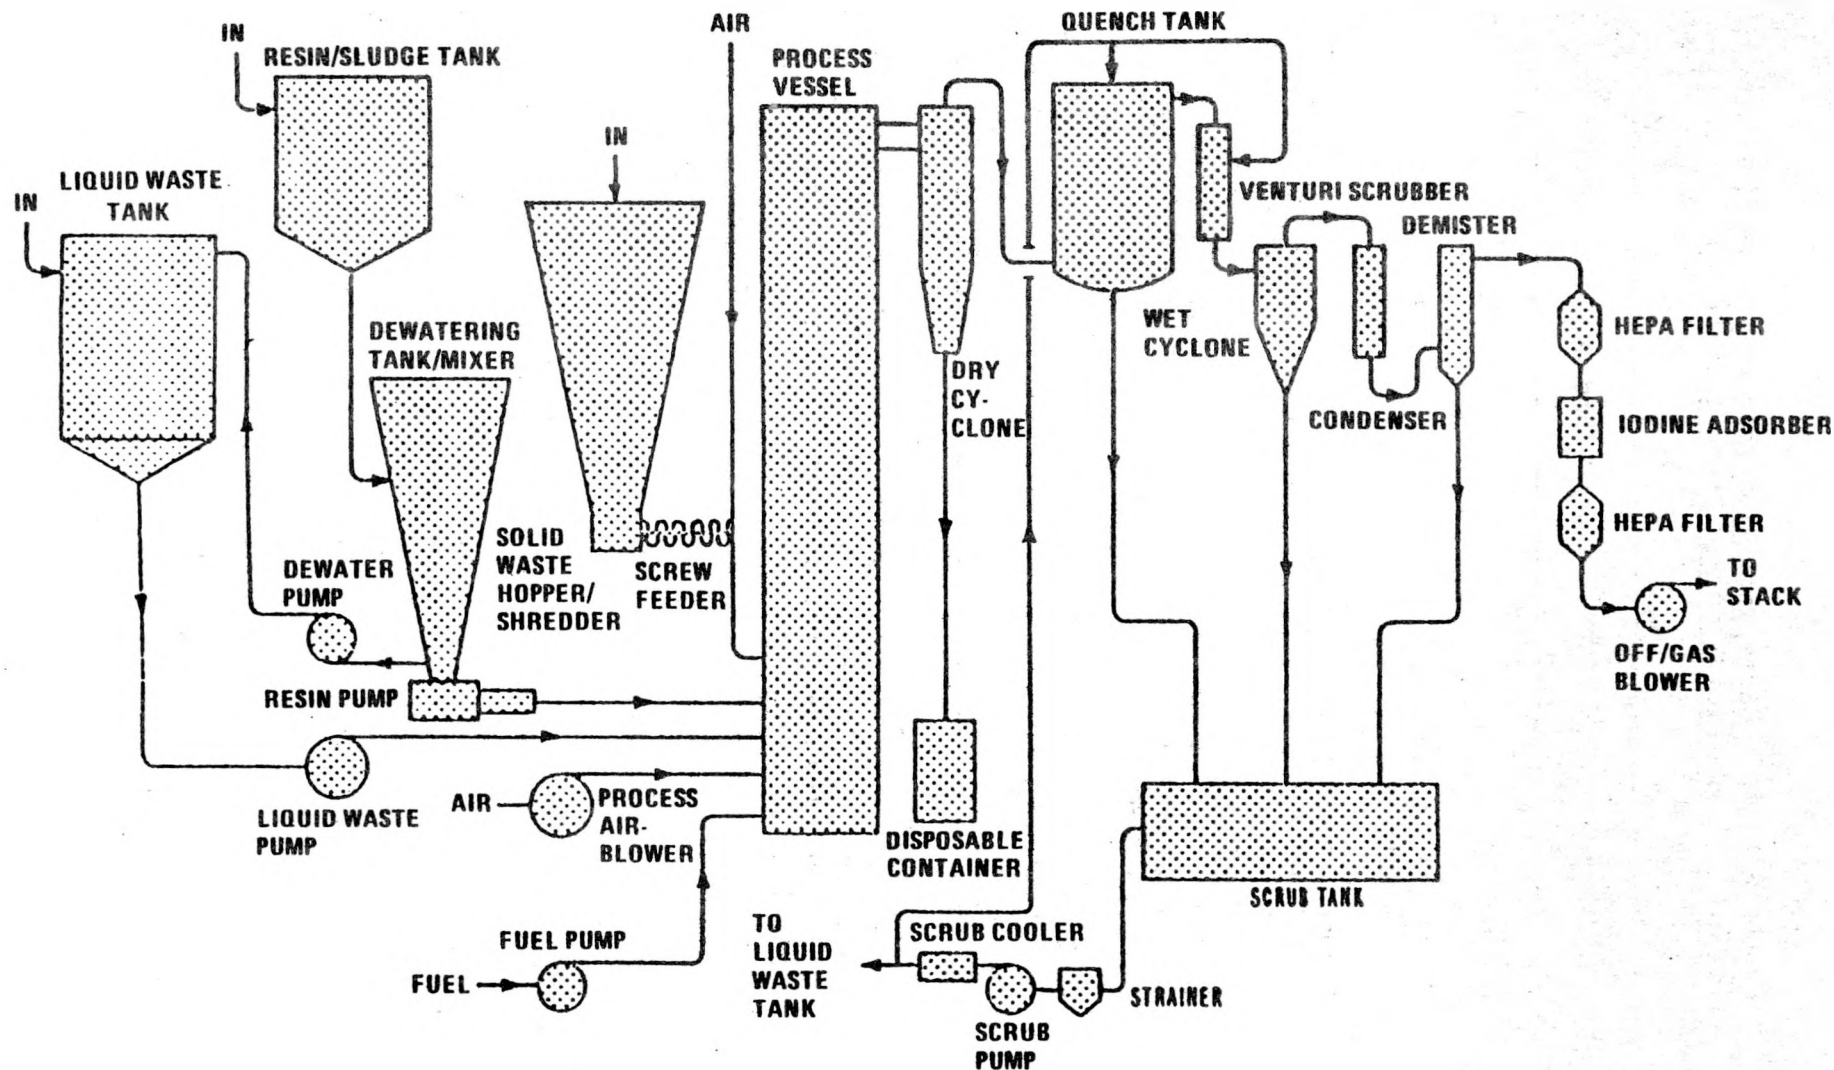 IN
RESIN/SLUDGE TANK
AIR
PROCESS
VESSEL
QUENCH TANK
IN
LIQUID WASTE
TANK
IN
VENTURI SCRUBBER
DEMISTER
DEWATERING
TANK/MIXER
WET
CYCLONE
HEPA FILTER
DRY
CY-
CLONE
CONDENSER
IODINE ADSORBER
SOLID
WASTE
HOPPER/
SHREDDER
SCREW
FEEDER
HEPA FILTER
DEWATER
PUMP
TO
STACK
RESIN PUMP
OFF/GAS
BLOWER
LIQUID WASTE
PUMP
AIR
PROCESS
AIR-
BLOWER
DISPOSABLE
CONTAINER
SCRUB TANK
FUEL PUMP
FUEL
TO
LIQUID
WASTE
TANK
SCRUB COOLER
STRAINER
SCRUB
PUMP